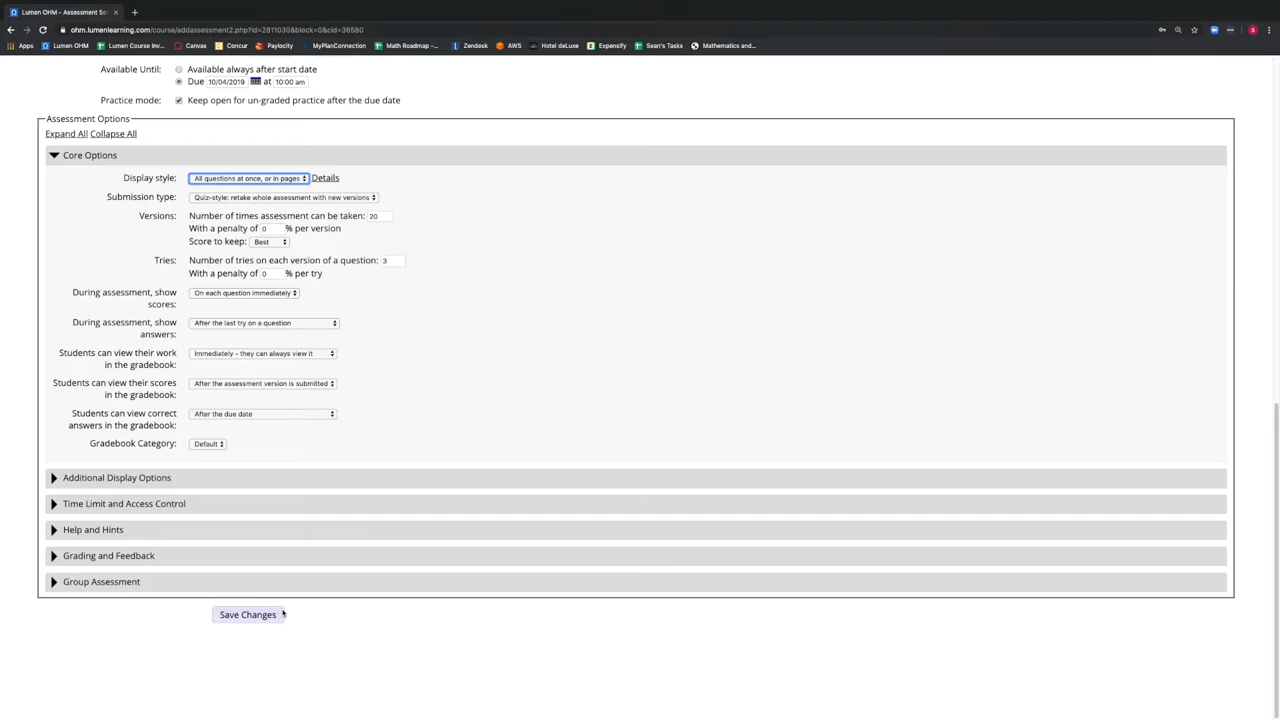 Lumen OHM - Assessment Se
ohm.lumenlearning.com/course/addassessment2.php?id=2811030&block=0&cid=36580
Apps Lumen OHM Lumen Course Inv... Canvas Concur Paylocity MyPlanConnection Math Roadmap -... Zendesk AWS Hotel deLuxe Expensify Sean's Tasks Mathematics and...
Available Until: Available always after start date
Due 10/04/2019 at 10:00 am
Practice mode: Keep open for un-graded practice after the due date
Assessment Options
Expand All Collapse All
Core Options
Display style: All questions at once, or in pages Details
Submission type: Quiz-style: retake whole assessment with new versions
Versions: Number of times assessment can be taken: 20
With a penalty of 0 % per version
Score to keep: Best
Tries: Number of tries on each version of a question: 3
With a penalty of 0 % per try
During assessment, show scores: On each question immediately
During assessment, show answers: After the last try on a question
Students can view their work in the gradebook: Immediately - they can always view it
Students can view their scores in the gradebook: After the assessment version is submitted
Students can view correct answers in the gradebook: After the due date
Gradebook Category: Default
Additional Display Options
Time Limit and Access Control
Help and Hints
Grading and Feedback
Group Assessment
Save Changes